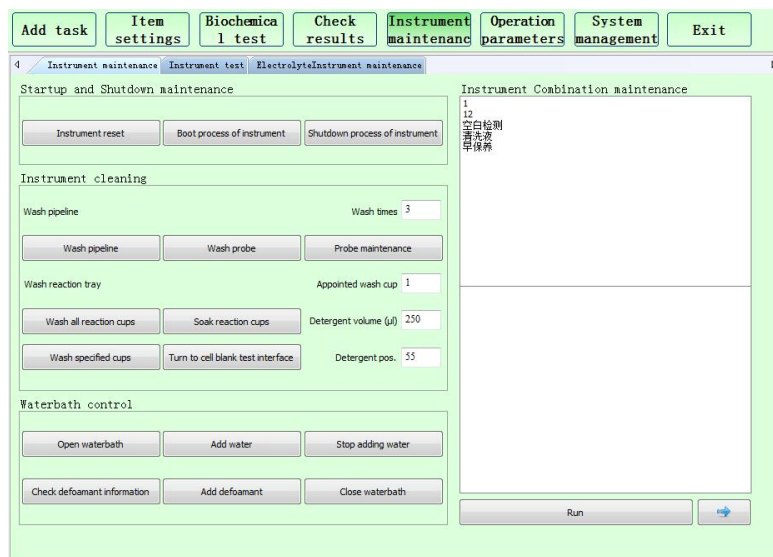 Add task
Item settings
Biochemica
l test
Check results
Instrument
maintenanc
Operation parameters
System management
Exit
Instrument maintenance
Instrument test
ElectrolyteInstrument maintenance
Startup and Shutdown maintenance
Instrument reset
Boot process of instrument
Shutdown process of instrument
Instrument cleaning
Wash pipeline
Wash times 3
Wash pipeline
Wash probe
Probe maintenance
Wash reaction tray
Appointed wash cup 1
Wash all reaction cups
Soak reaction cups
Detergent volume (μl) 250
Wash specified cups
Turn to cell blank test interface
Detergent pos. 55
Waterbath control
Open waterbath
Add water
Stop adding water
Check defoamant information
Add defoamant
Close waterbath
Instrument Combination maintenance
1
12
空白检测
清洗液
早保养
Run